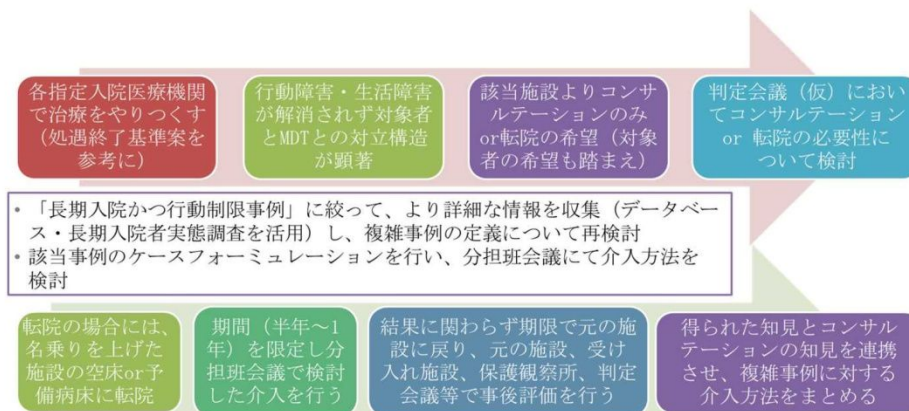 各指定入院医療機関
で治療をやりつくす
（処遇終了基準案を
参考に）
行動障害・生活障害
が解消されず対象者
とMDTとの対立構造
が顕著
該当施設よりコンサ
ルテーションのみ
or転院の希望（対象
者の希望も踏まえ）
判定会議（仮）におい
てコンサルテーション
or 転院の必要性に
ついて検討
• 「長期入院かつ行動制限事例」に絞って、より詳細な情報を収集（データベー
ス・長期入院者実態調査を活用）し、複雑事例の定義について再検討
• 該当事例のケースフォーミュレーションを行い、分担班会議にて介入方法を
検討
転院の場合には、
名乗りを上げた
施設の空床or予
備病床に転院
期間（半年～1
年）を限定し分
担班会議で検討
した介入を行う
結果に関わらず期限で元の施
設に戻り、元の施設、受け
入れ施設、保護観察所、判定
会議等で事後評価を行う
得られた知見とコンサル
テーションの知見を連携
させ、複雑事例に対する
介入方法をまとめる